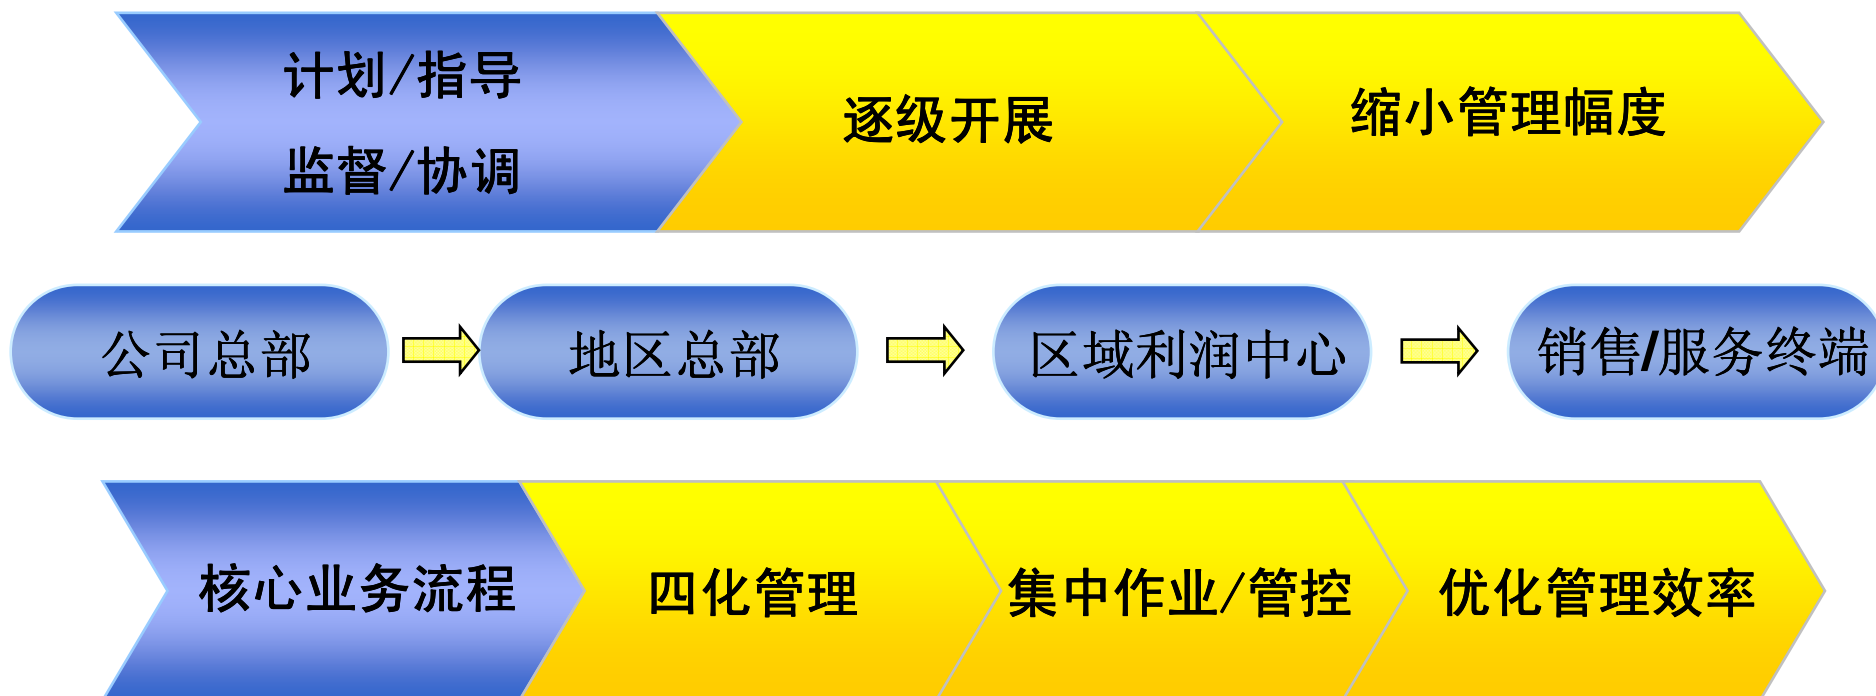 计划/指导
监督/协调
逐级开展
缩小管理幅度
公司总部
地区总部
区域利润中心
销售/服务终端
核心业务流程
四化管理
集中作业/管控
优化管理效率